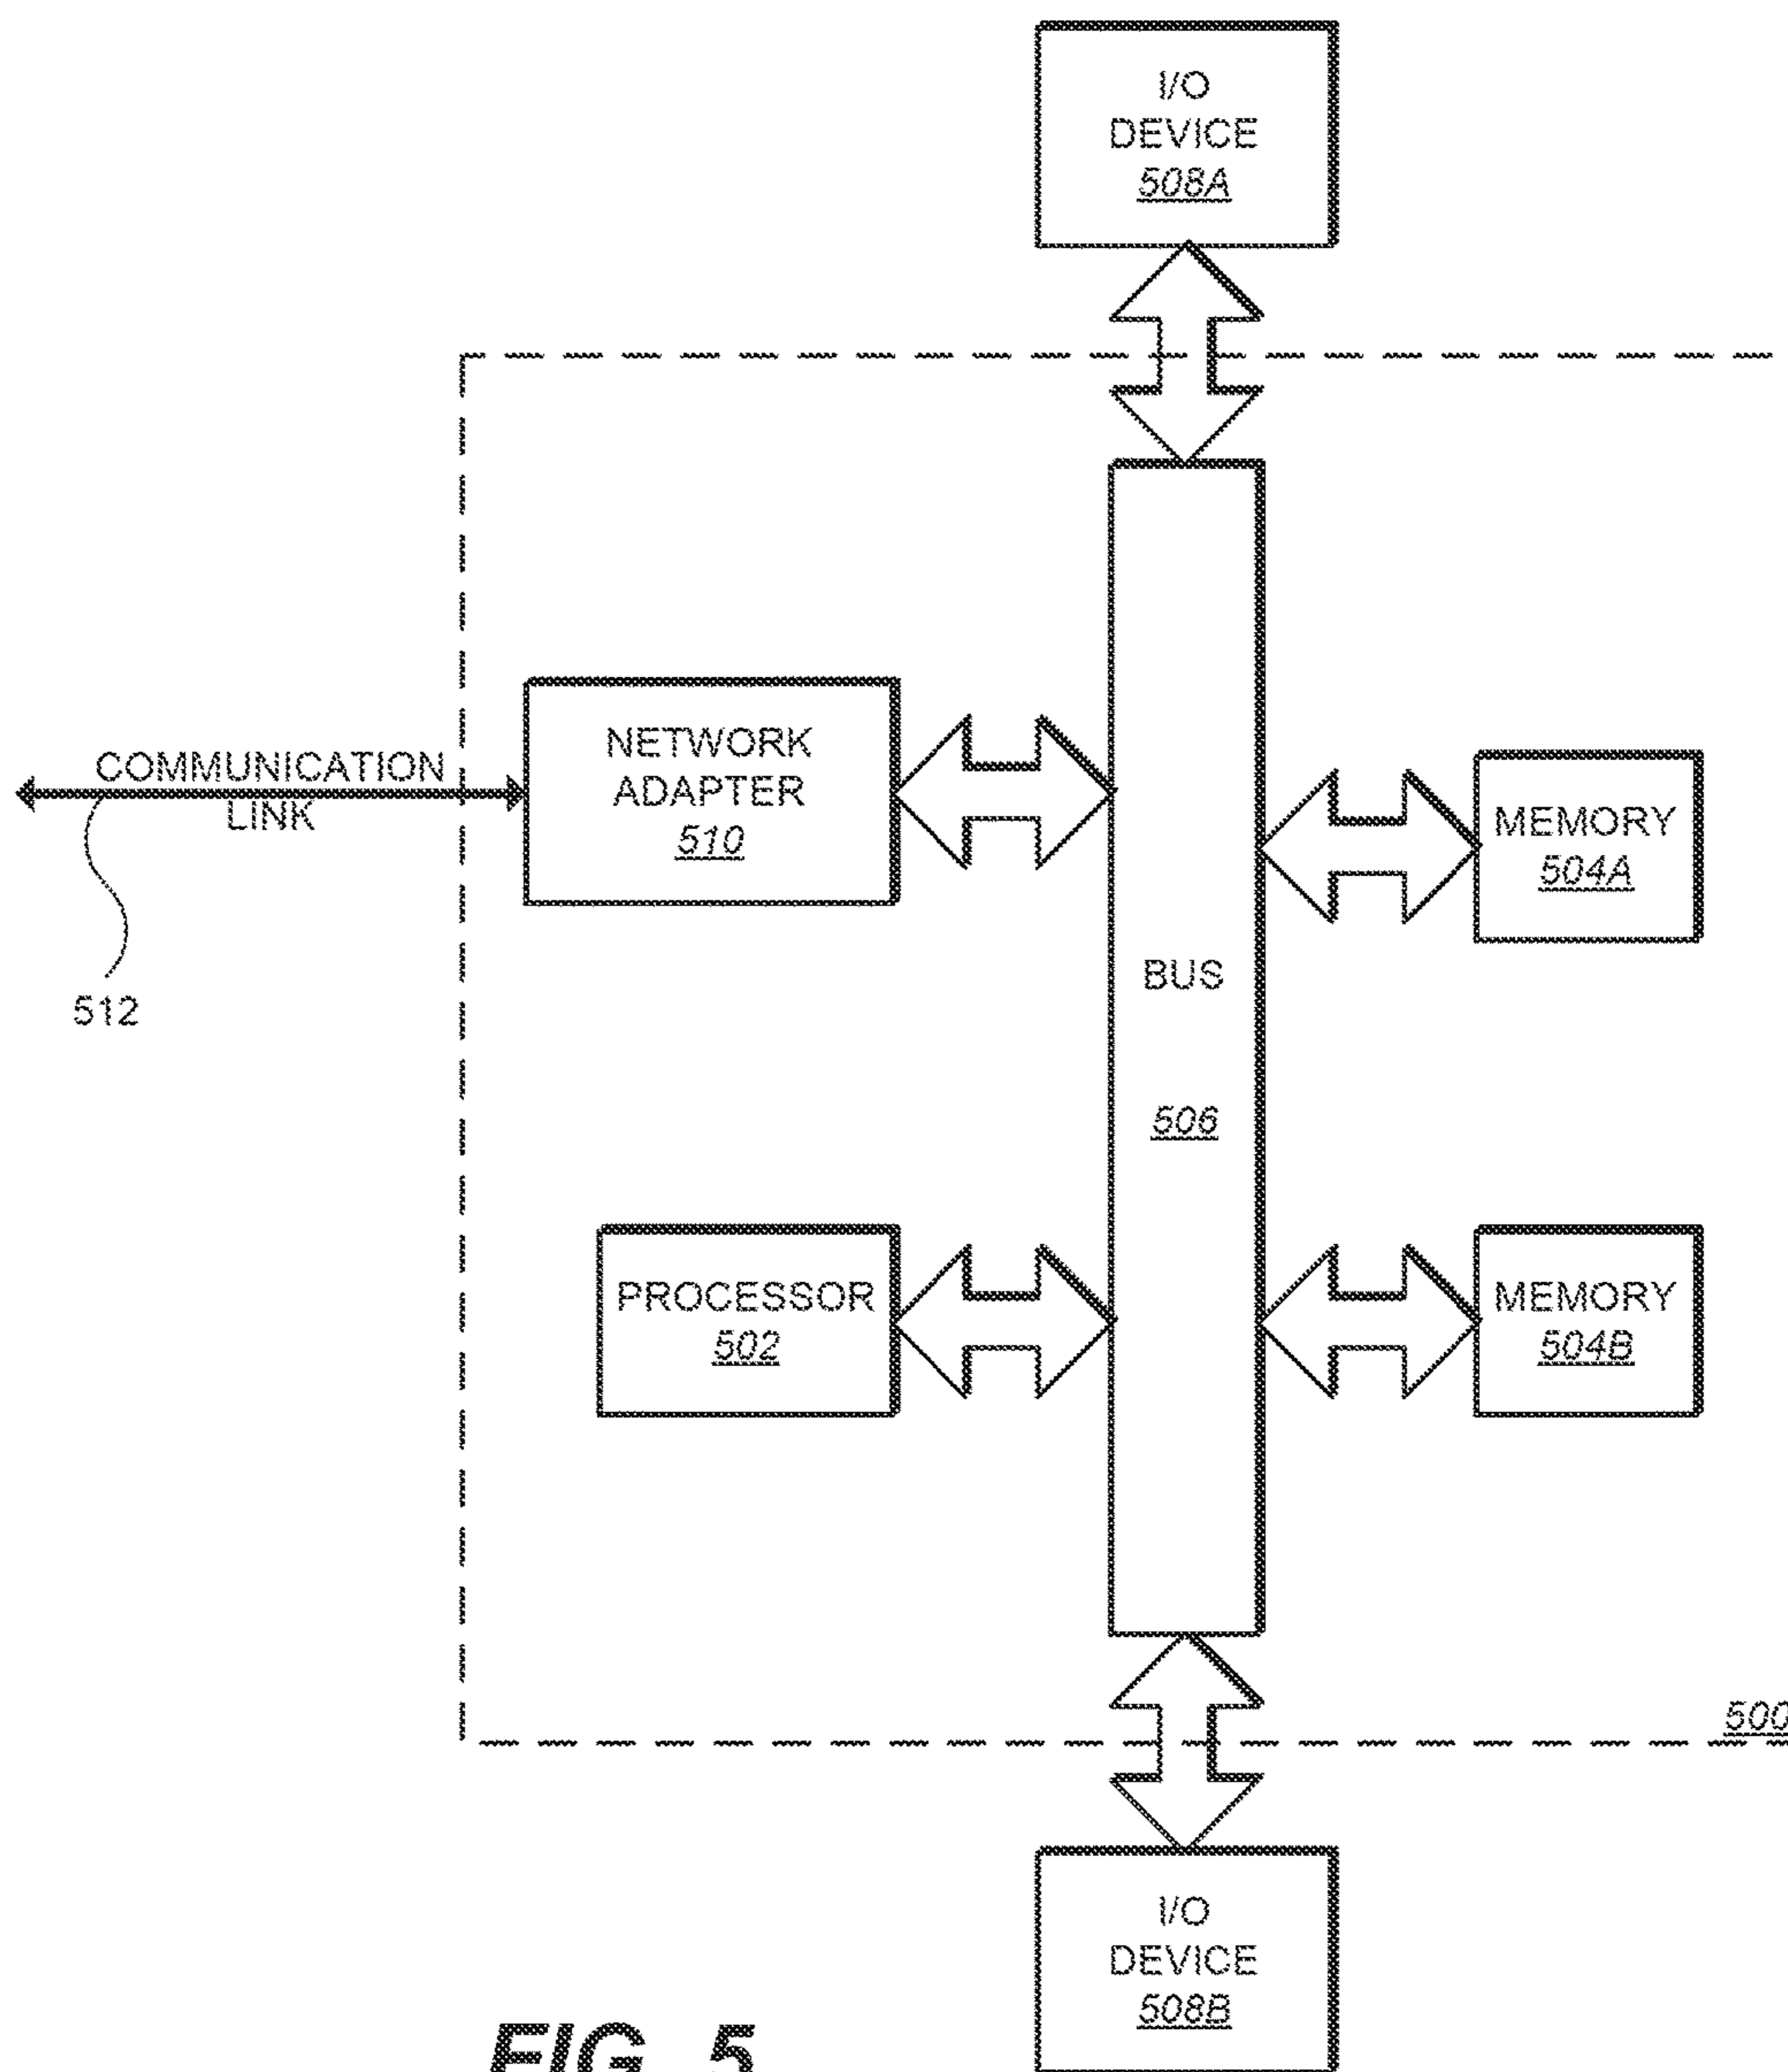 I/O
DEVICE
508A
COMMUNICATION
LINK
512
NETWORK
ADAPTER
510
MEMORY
504A
BUS
506
PROCESSOR
502
MEMORY
504B
500
I/O
DEVICE
508B
FIG. 5